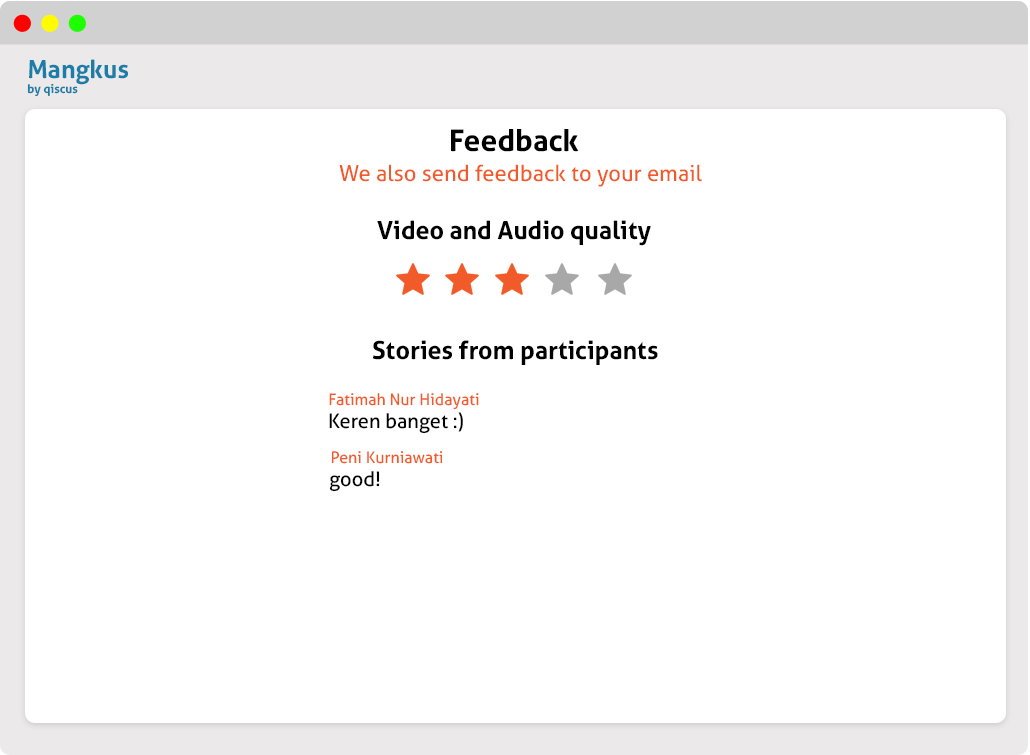 Mangkus
by qiscus
Feedback
We also send feedback to your email
Video and Audio quality
Stories from participants
Fatimah Nur Hidayati
Keren banget :)
Peni Kurniawati
good!